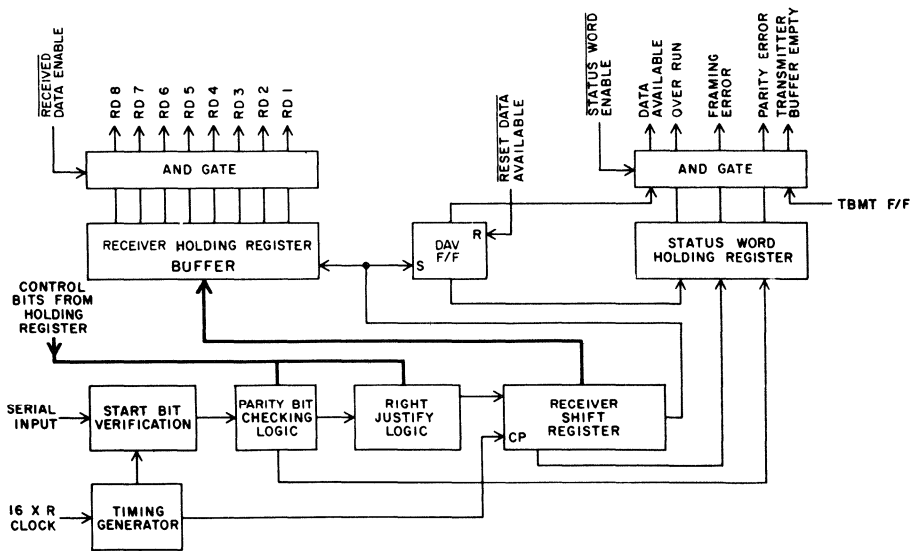 RECEIVED
DATA ENABLE
RD 8
RD 7
RD 6
RD 5
RD 4
RD 3
RD 2
RD 1
STATUS WORD
ENABLE
DATA
AVAILABLE
OVER RUN
FRAMING
ERROR
PARITY ERROR
TRANSMITTER
BUFFER EMPTY
RESET DATA
AVAILABLE
AND GATE
AND GATE
TBMT F/F
RECEIVER HOLDING REGISTER
BUFFER
R
DAV
F/F
S
STATUS WORD
HOLDING REGISTER
CONTROL
BITS FROM
HOLDING
REGISTER
SERIAL
INPUT
START BIT
VERIFICATION
PARITY BIT
CHECKING
LOGIC
RIGHT
JUSTIFY
LOGIC
RECEIVER
SHIFT
REGISTER
CP
16 X R
CLOCK
TIMING
GENERATOR